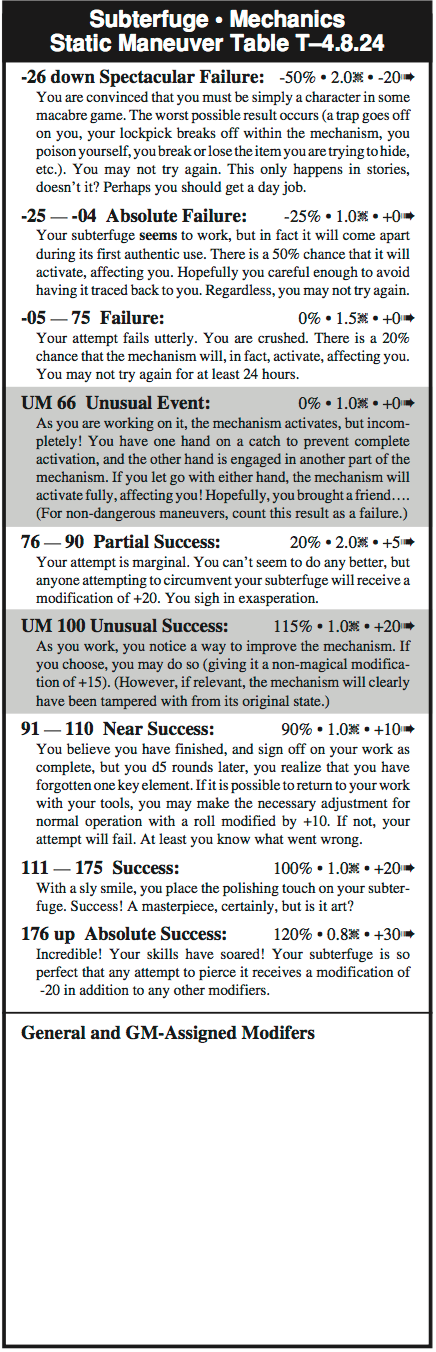 Subterfuge • Mechanics
Static Maneuver Table T–4.8.24
-26 down Spectacular Failure: -50% • 2.0⌘ • -20➠
You are convinced that you must be simply a character in some
macabre game. The worst possible result occurs (a trap goes off
on you, your lockpick breaks off within the mechanism, you
poison yourself, you break or lose the item you are trying to hide,
etc.). You may not try again. This only happens in stories,
doesn't it? Perhaps you should get a day job.
-25 — -04 Absolute Failure: -25% • 1.0⌘ • +0➠
Your subterfuge seems to work, but in fact it will come apart
during its first authentic use. There is a 50% chance that it will
activate, affecting you. Hopefully you careful enough to avoid
having it traced back to you. Regardless, you may not try again.
-05 — 75 Failure: 0% • 1.5⌘ • +0➠
Your attempt fails utterly. You are crushed. There is a 20%
chance that the mechanism will, in fact, activate, affecting you.
You may not try again for at least 24 hours.
UM 66 Unusual Event: 0% • 1.0⌘ • +0➠
As you are working on it, the mechanism activates, but incom-
pletely! You have one hand on a catch to prevent complete
activation, and the other hand is engaged in another part of the
mechanism. If you let go with either hand, the mechanism will
activate fully, affecting you! Hopefully, you brought a friend….
(For non-dangerous maneuvers, count this result as a failure.)
76 — 90 Partial Success: 20% • 2.0⌘ • +5➠
Your attempt is marginal. You can't seem to do any better, but
anyone attempting to circumvent your subterfuge will receive a
modification of +20. You sigh in exasperation.
UM 100 Unusual Success: 115% • 1.0⌘ • +20➠
As you work, you notice a way to improve the mechanism. If
you choose, you may do so (giving it a non-magical modifica-
tion of +15). (However, if relevant, the mechanism will clearly
have been tampered with from its original state.)
91 — 110 Near Success: 90% • 1.0⌘ • +10➠
You believe you have finished, and sign off on your work as
complete, but you d5 rounds later, you realize that you have
forgotten one key element. If it is possible to return to your work
with your tools, you may make the necessary adjustment for
normal operation with a roll modified by +10. If not, your
attempt will fail. At least you know what went wrong.
111 — 175 Success: 100% • 1.0⌘ • +20➠
With a sly smile, you place the polishing touch on your subter-
fuge. Success! A masterpiece, certainly, but is it art?
176 up Absolute Success: 120% • 0.8⌘ • +30➠
Incredible! Your skills have soared! Your subterfuge is so
perfect that any attempt to pierce it receives a modification of
-20 in addition to any other modifiers.
General and GM-Assigned Modifers